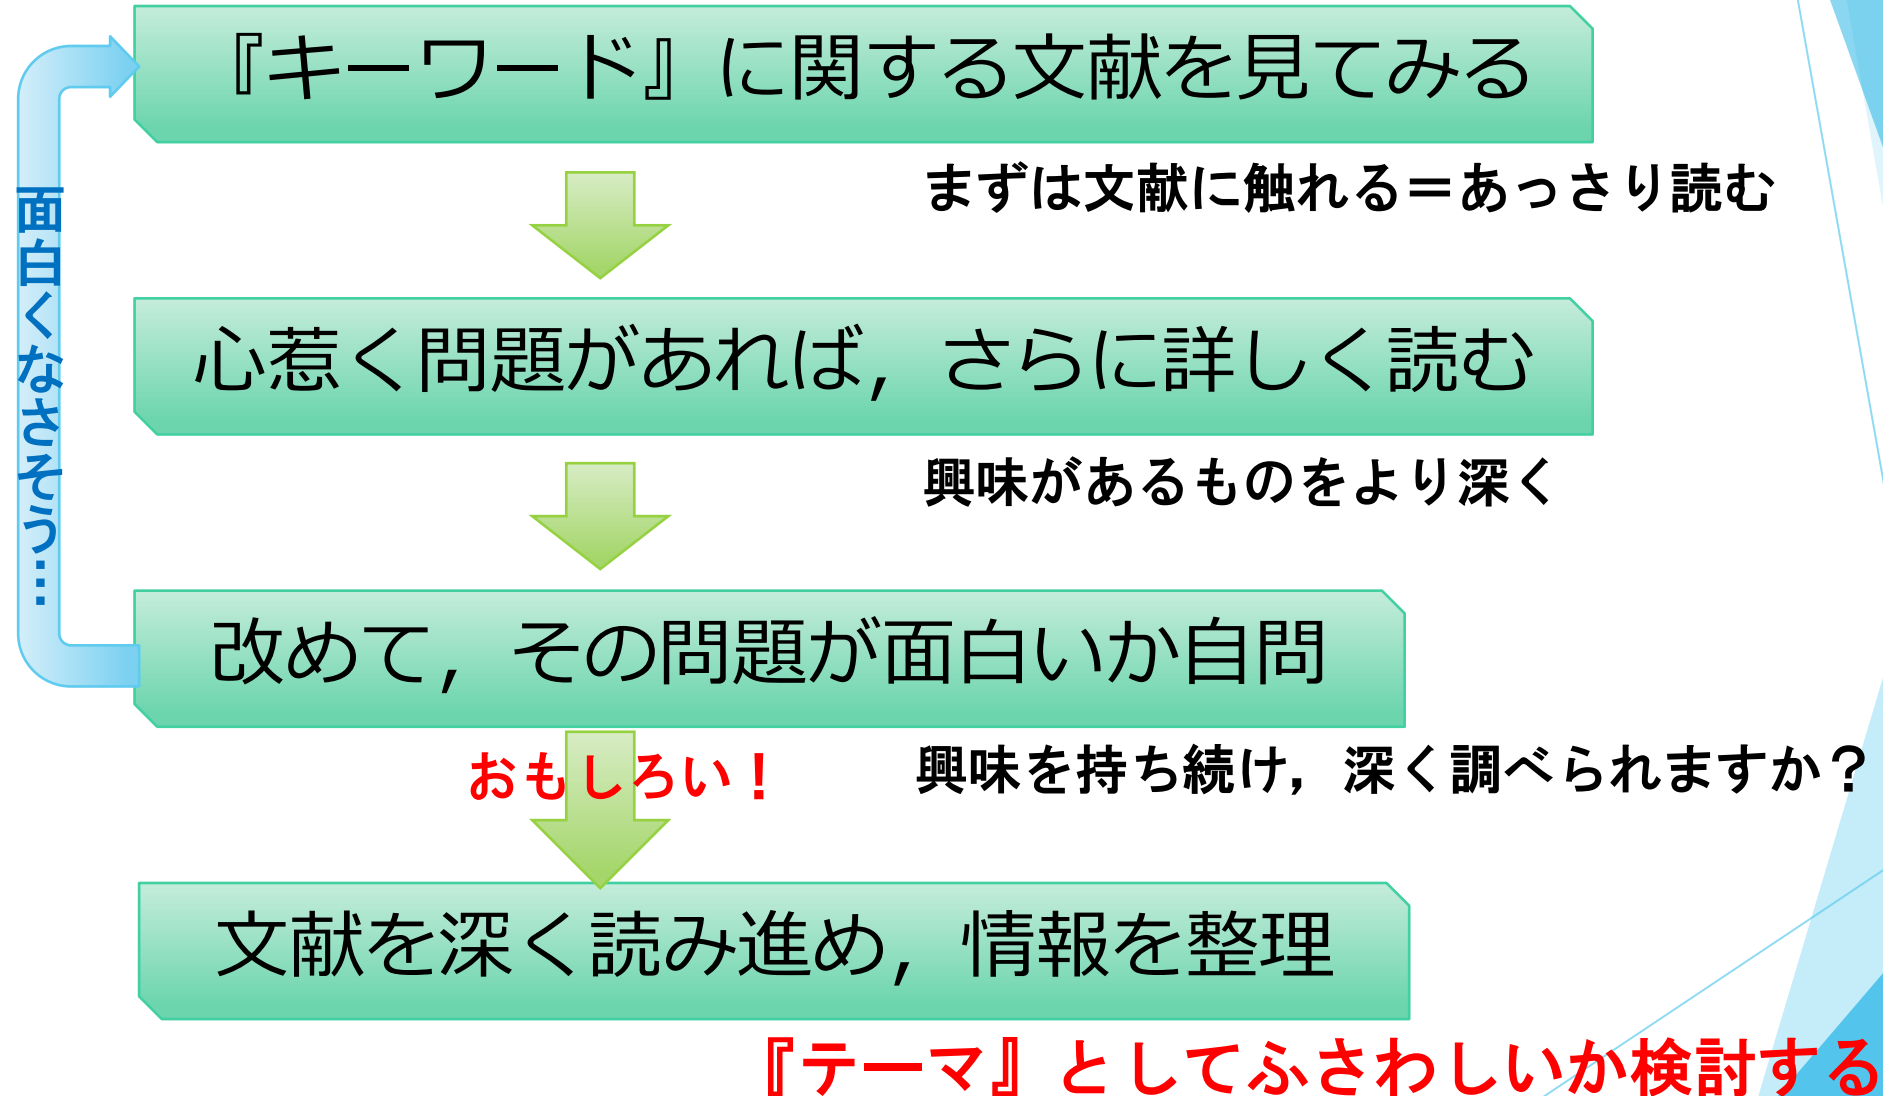 『キーワード』に関する文献を見てみる
まずは文献に触れる＝あっさり読む
心惹く問題があれば，さらに詳しく読む
興味があるものをより深く
改めて，その問題が面白いか自問
面白くなさそう…
おもしろい！
興味を持ち続け，深く調べられますか？
文献を深く読み進め，情報を整理
『テーマ』としてふさわしいか検討する